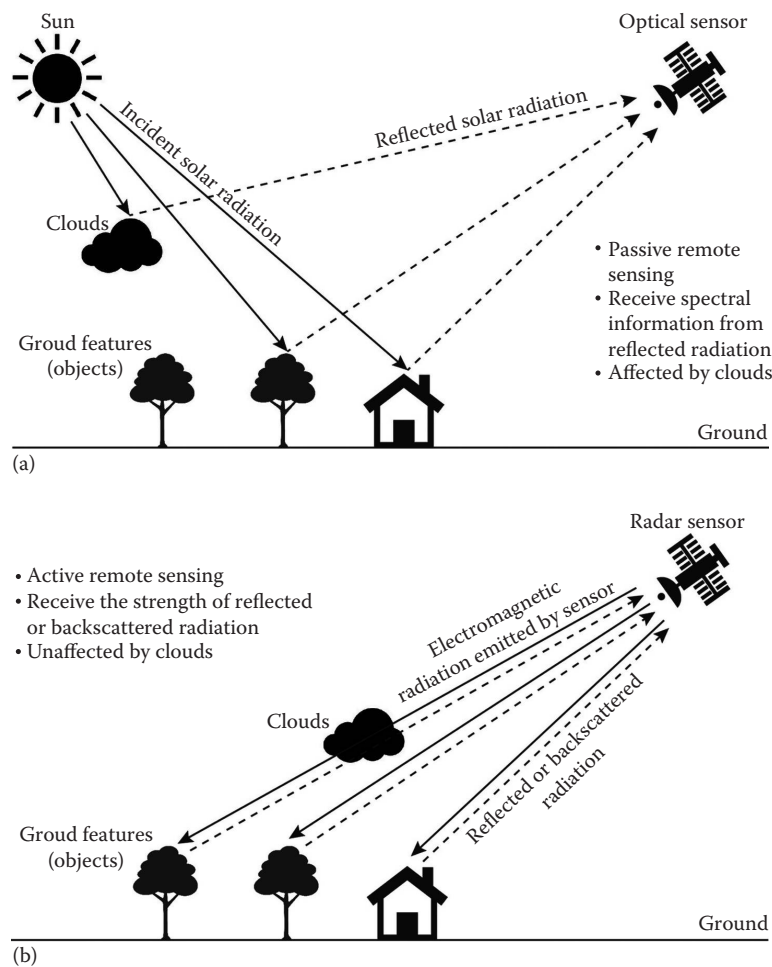 Sun
Optical sensor
Incident solar radiation
Reflected solar radiation
Clouds
• Passive remote
sensing
• Receive spectral
information from
reflected radiation
• Affected by clouds
Groud features
(objects)
Ground
(a)
Radar sensor
• Active remote sensing
• Receive the strength of reflected
or backscattered radiation
• Unaffected by clouds
Electromagnetic
radiation emitted by sensor
Clouds
Reflected or backscattered
radiation
Groud features
(objects)
Ground
(b)